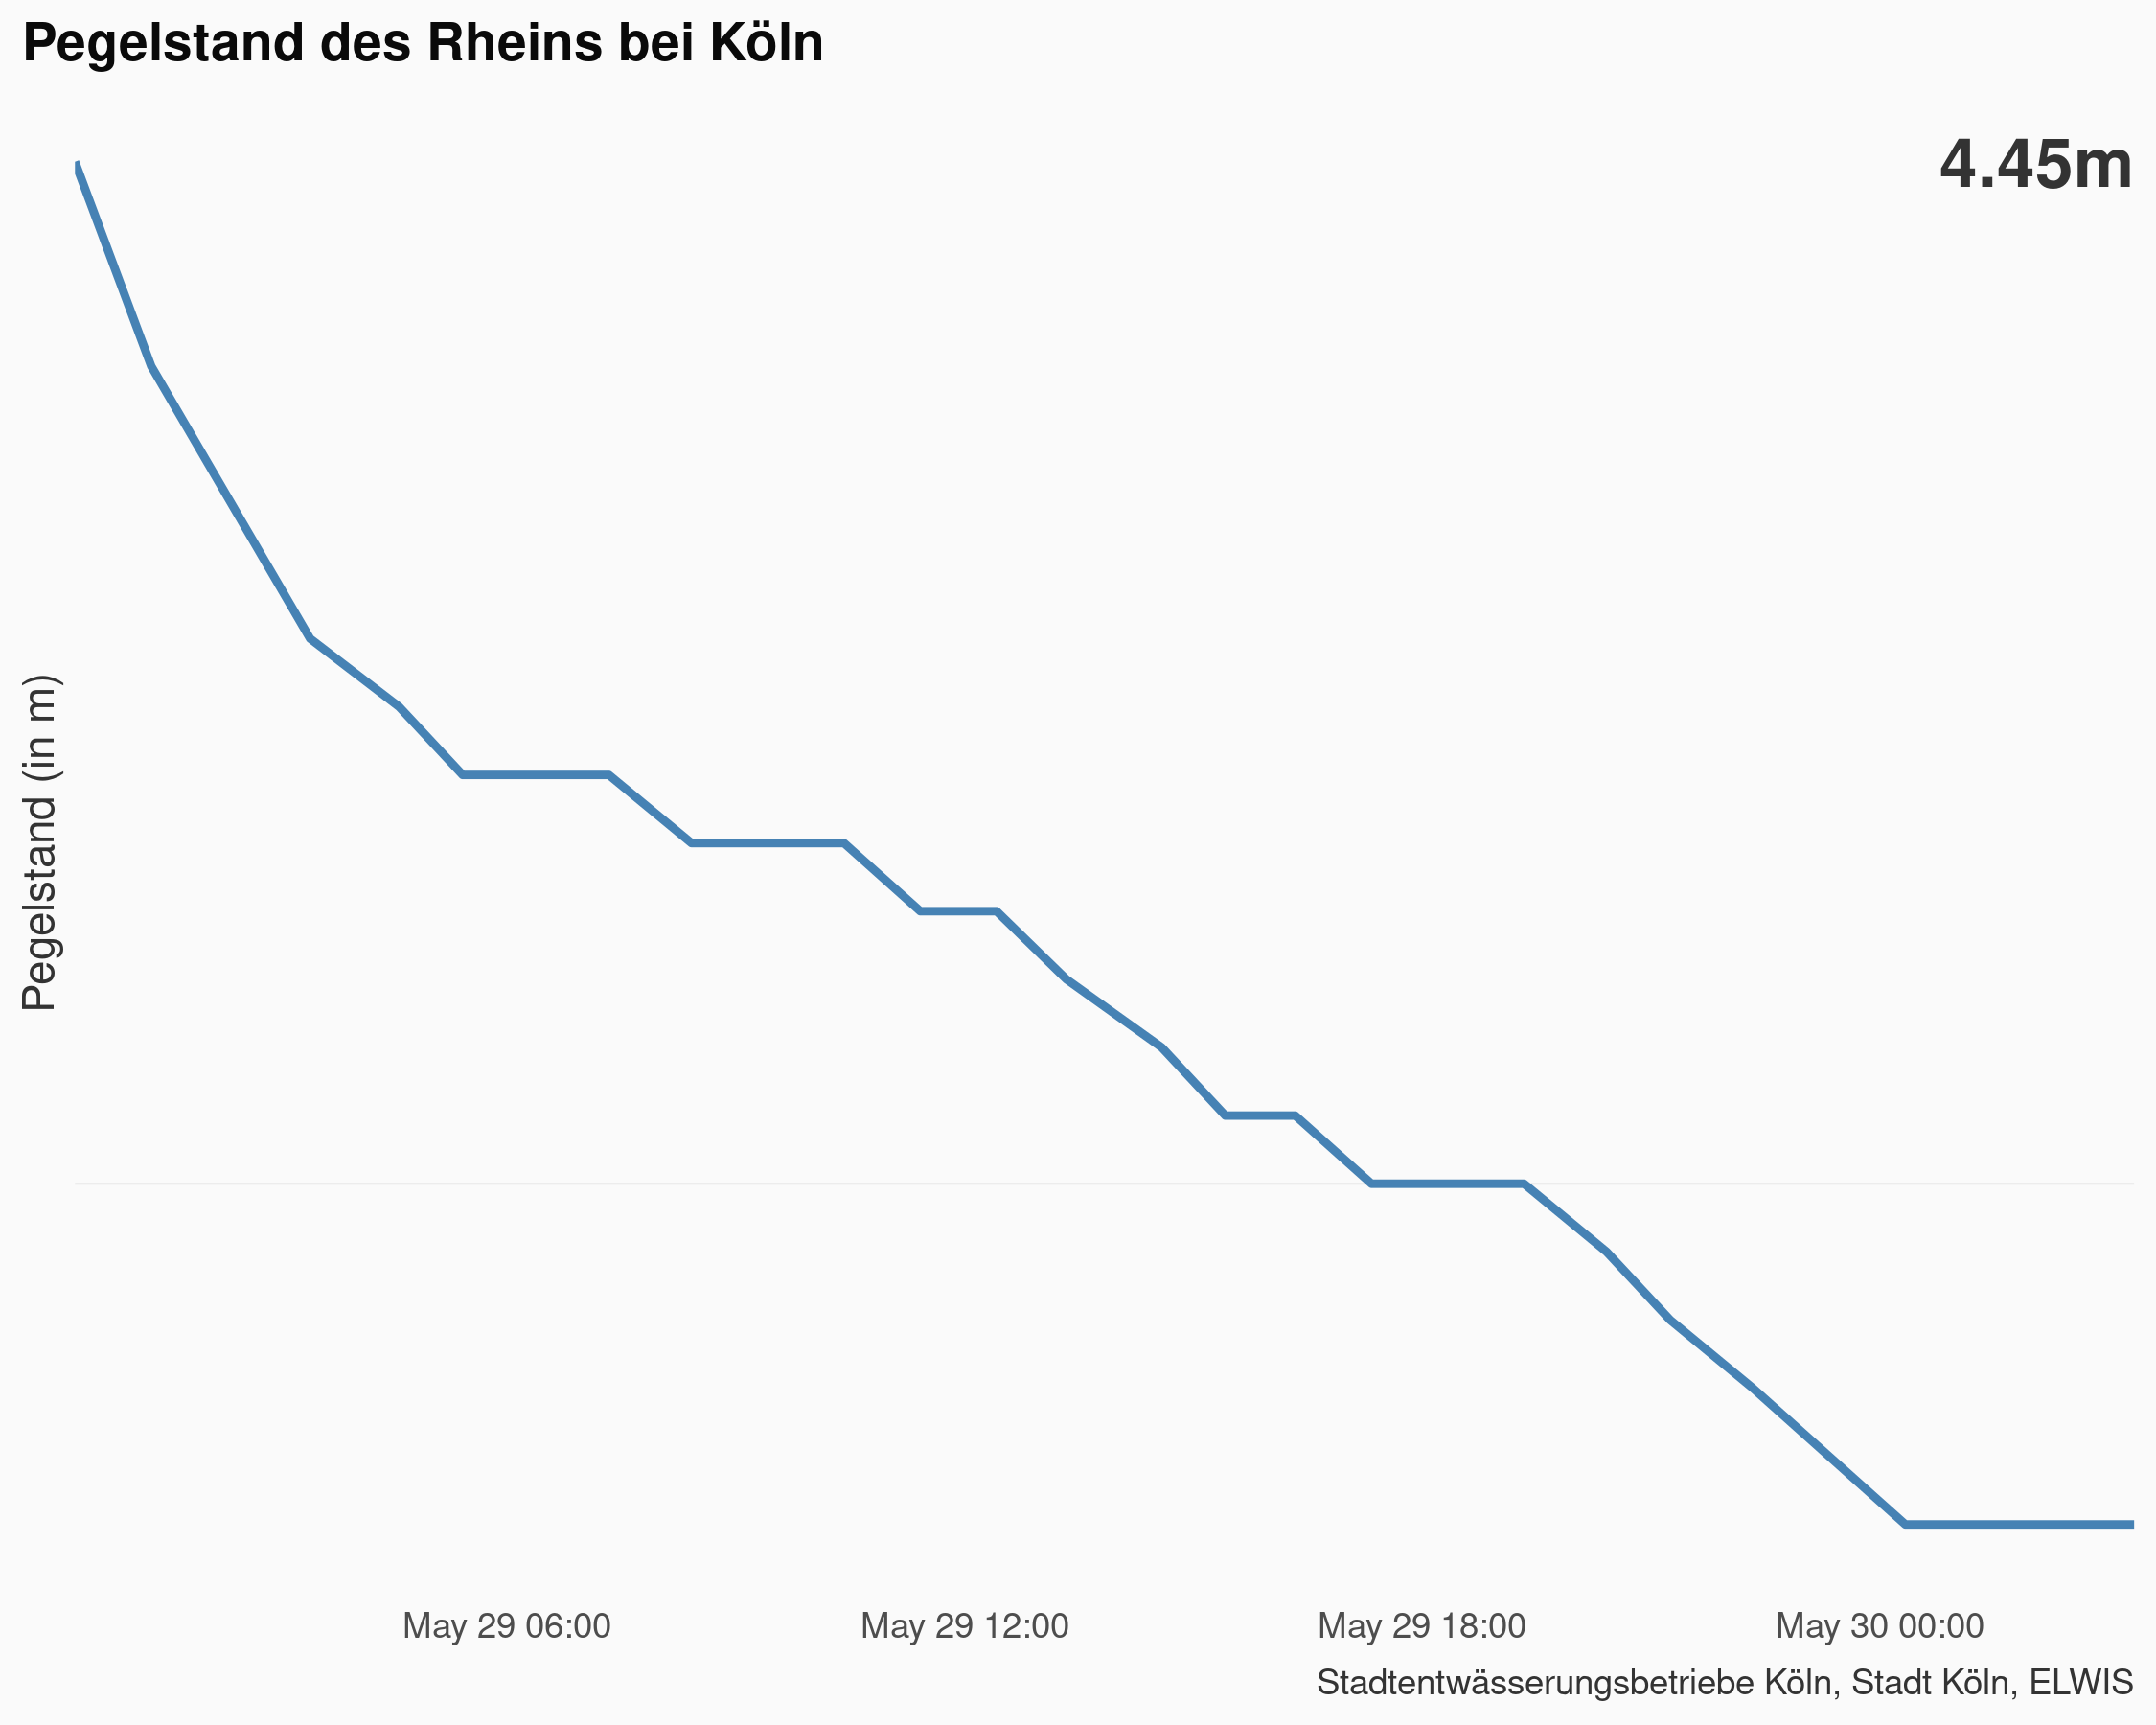 Pegelstand des Rheins bei Köln
4.45m
Pegelstand (in m)
May 29 06:00
May 29 12:00
May 29 18:00
May 30 00:00
Stadtentwässerungsbetriebe Köln, Stadt Köln, ELWIS